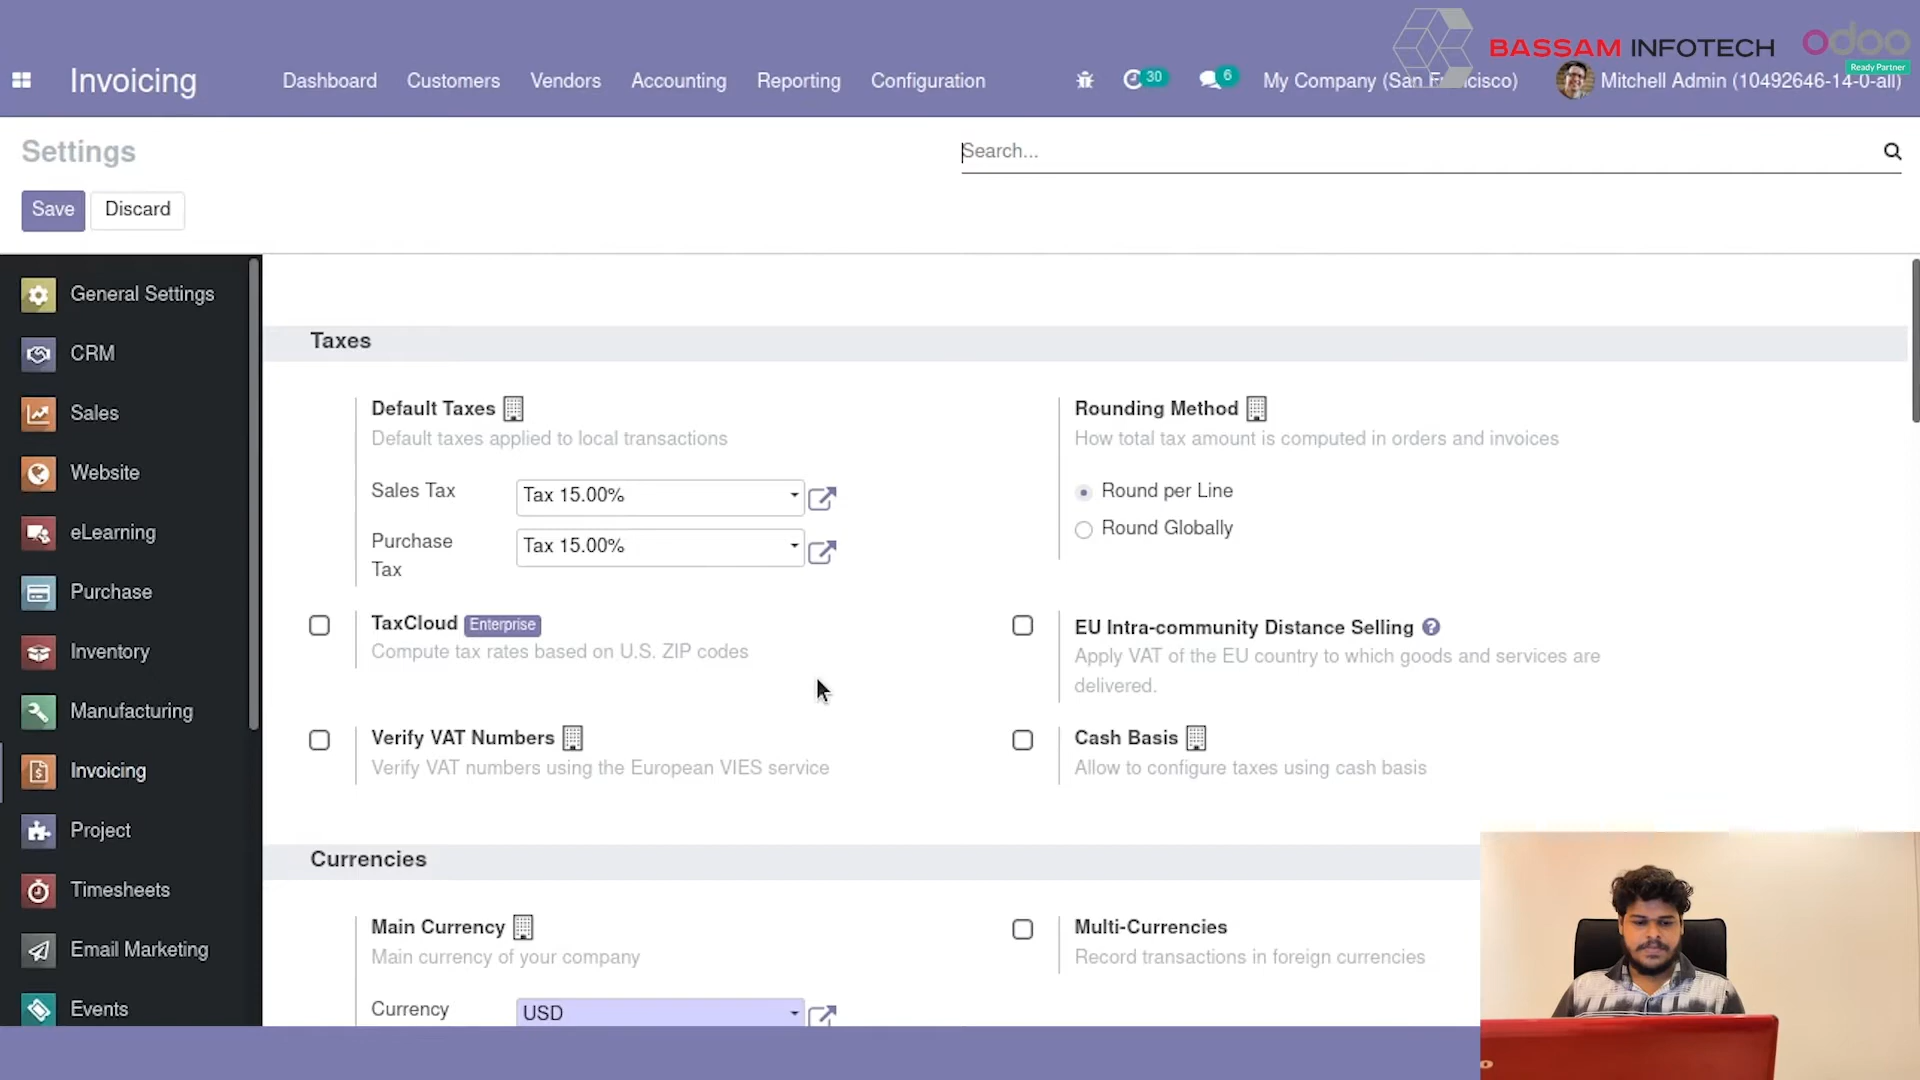 BASSAM INFOTECH
odoo
Ready Partner
Invoicing
Dashboard
Customers
Vendors
Accounting
Reporting
Configuration
30
6
My Company (San Francisco)
Mitchell Admin (10492646-14-0-all)
Settings
Search...
Save
Discard
General Settings
CRM
Sales
Website
eLearning
Purchase
Inventory
Manufacturing
Invoicing
Project
Timesheets
Email Marketing
Events
Taxes
Default Taxes
Default taxes applied to local transactions
Sales Tax
Tax 15.00%
Purchase
Tax
Tax 15.00%
Rounding Method
How total tax amount is computed in orders and invoices
Round per Line
Round Globally
TaxCloud Enterprise
Compute tax rates based on U.S. ZIP codes
EU Intra-community Distance Selling ?
Apply VAT of the EU country to which goods and services are
delivered.
Verify VAT Numbers
Verify VAT numbers using the European VIES service
Cash Basis
Allow to configure taxes using cash basis
Currencies
Main Currency
Main currency of your company
Currency
USD
Multi-Currencies
Record transactions in foreign currencies